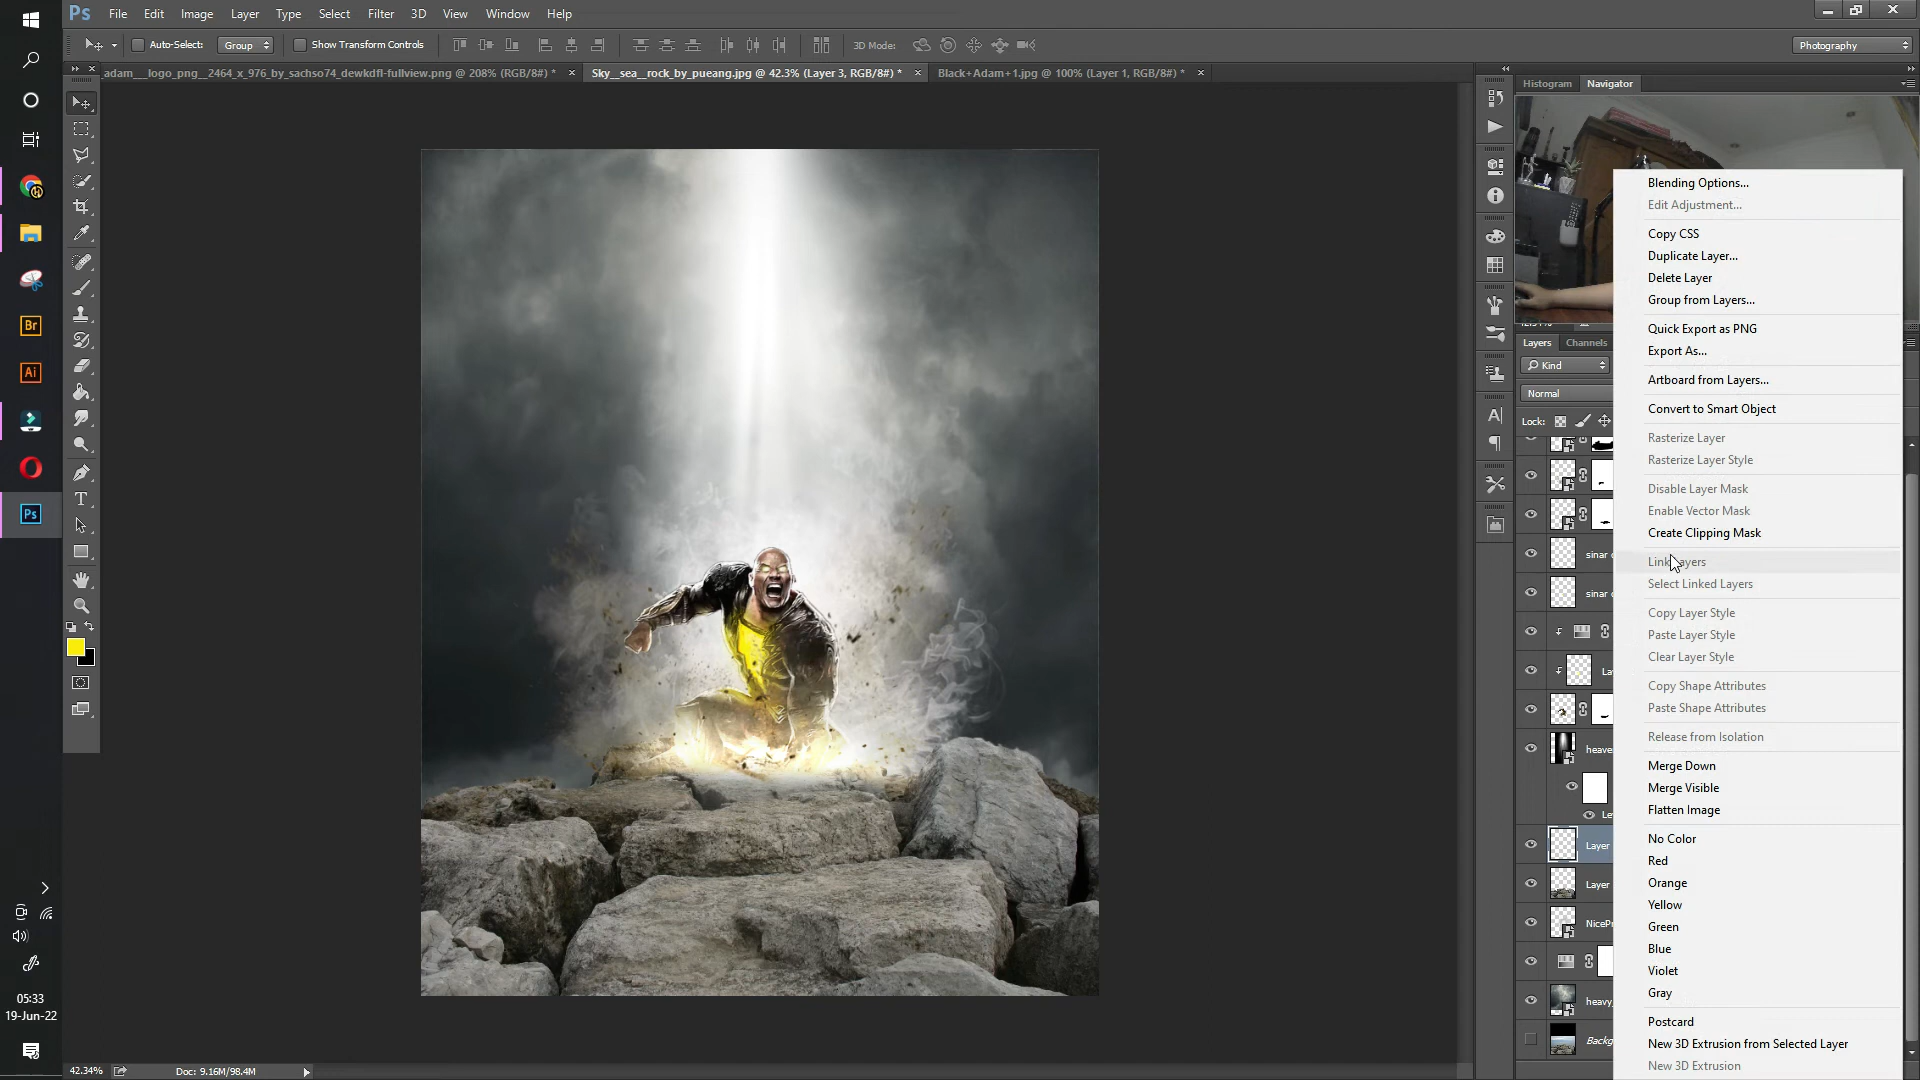 Ps File Edit Image Layer Type Select Filter 3D View Window Help
Auto-Select: Group Show Transform Controls 3D Mode: Photography
_adam__logo_png__2464_x_976_by_sachso74_dewkdfl-fullview.png @ 208% (RGB/8#) * Sky__sea__rock_by_pueang.jpg @ 42.3% (Layer 3, RGB/8#) * Black+Adam+1.jpg @ 100% (Layer 1, RGB/8#) *
Histogram Navigator
Blending Options...
Edit Adjustment...
Copy CSS
Duplicate Layer...
Delete Layer
Group from Layers...
Quick Export as PNG
Export As...
Artboard from Layers...
Convert to Smart Object
Rasterize Layer
Rasterize Layer Style
Disable Layer Mask
Enable Vector Mask
Create Clipping Mask
Link Layers
Select Linked Layers
Copy Layer Style
Paste Layer Style
Clear Layer Style
Copy Shape Attributes
Paste Shape Attributes
Release from Isolation
Merge Down
Merge Visible
Flatten Image
No Color
Red
Orange
Yellow
Green
Blue
Violet
Gray
Postcard
New 3D Extrusion from Selected Layer
New 3D Extrusion
Layers Channels
Kind
Normal
Lock:
sinar
sinar
La
heave
Le
Layer
Layer
NicePn
heavy
Backg
Br
Ai
Ps
T
A
05:33
19-Jun-22
42.34% Doc: 9.16M/98.4M